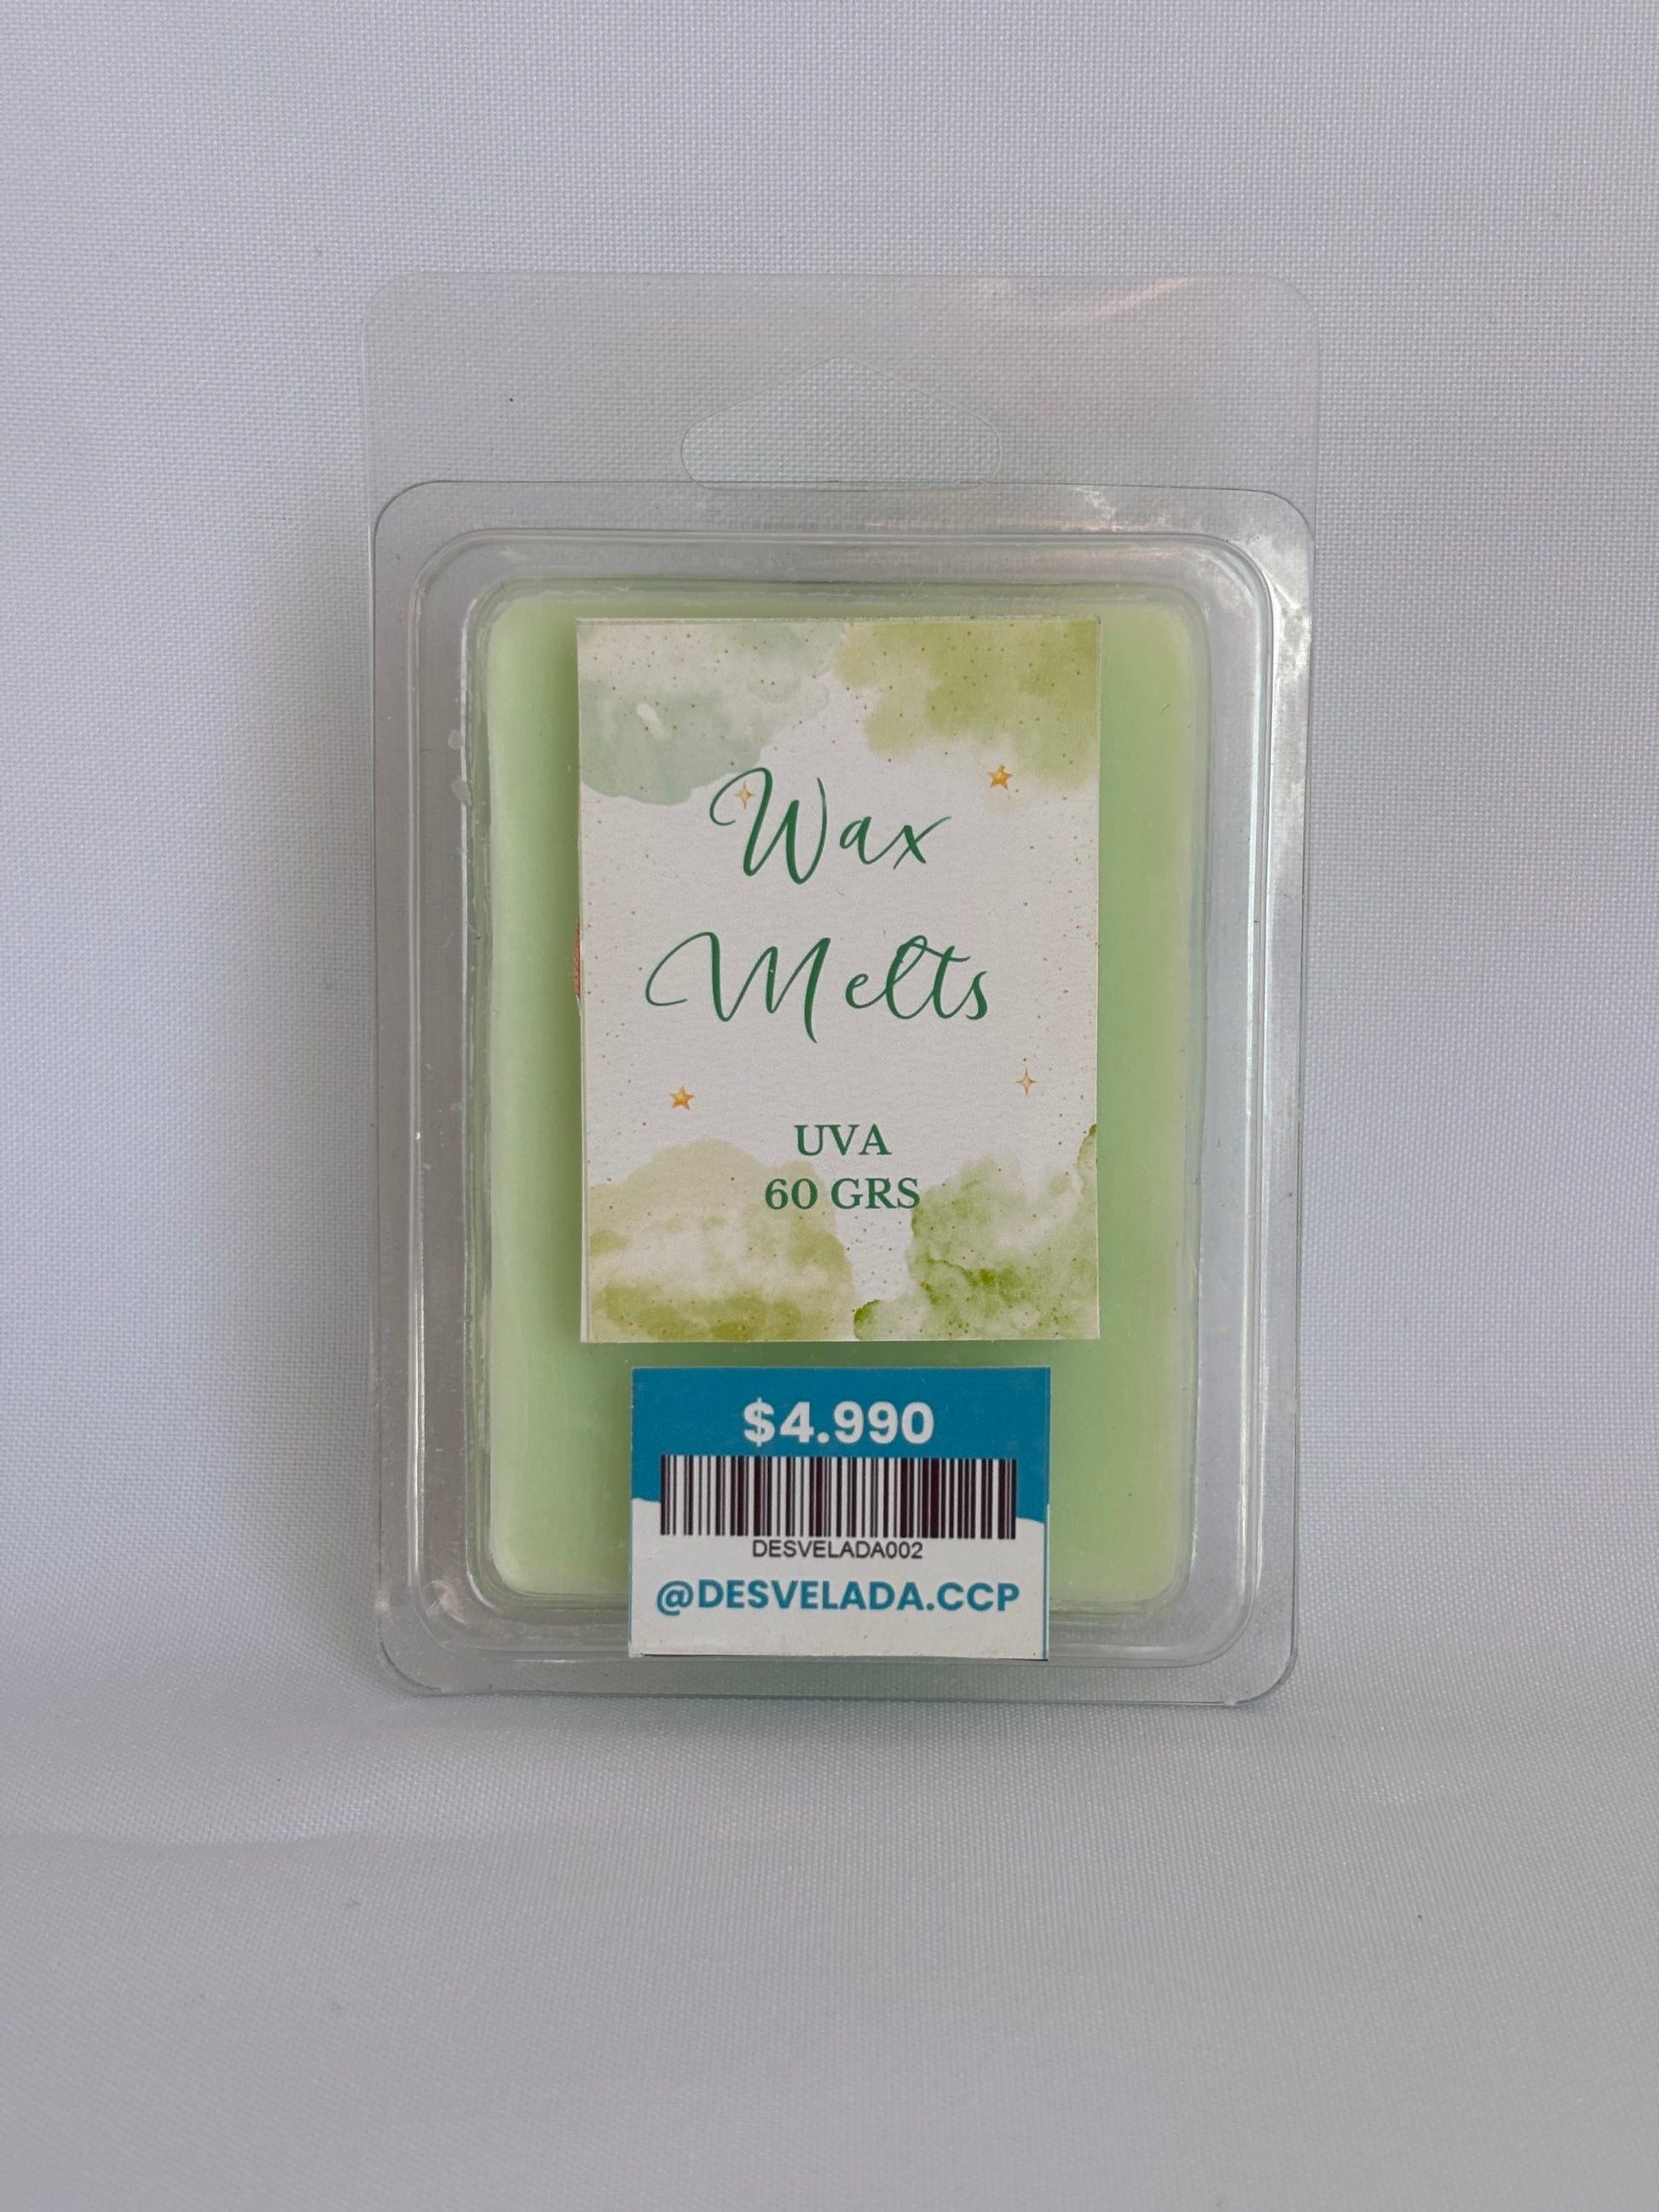 Wax
Melts
UVA
60 GRS
$4.990
DESVELADA002
@DESVELADA.CCP